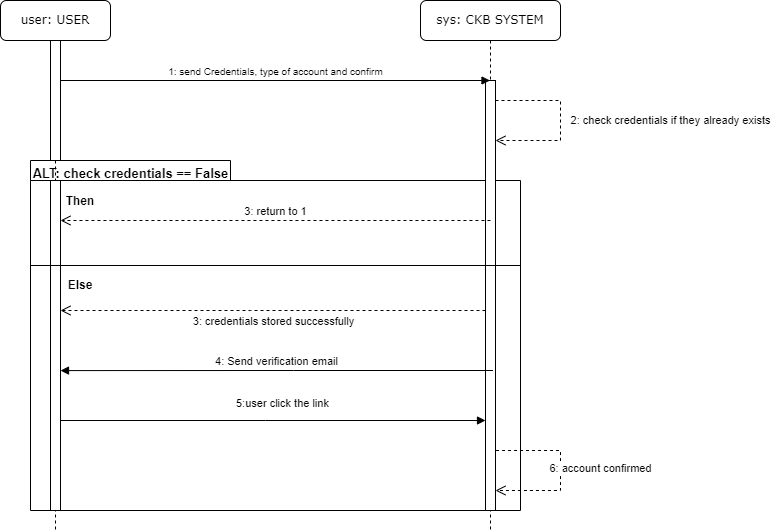 user: USER
sys: CKB SYSTEM
1: send Credentials, type of account and confirm
2: check credentials if they already exists
ALT: check credentials == False
Then
3: return to 1
Else
3: credentials stored successfully
4: Send verification email
5:user click the link
6: account confirmed